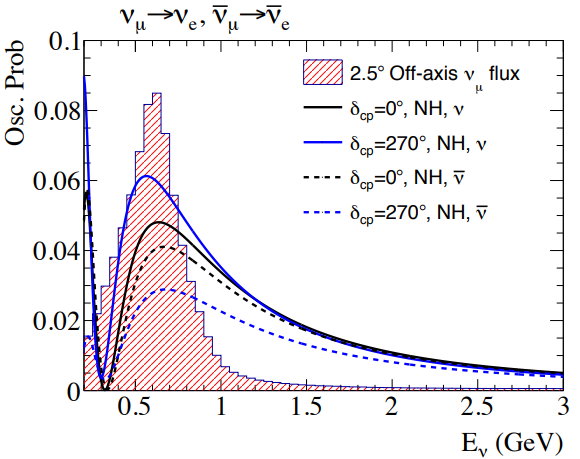 ν_μ→ν_e, ν̅_μ→ν̅_e
Osc. Prob
0.1
0.08
0.06
0.04
0.02
0
2.5° Off-axis ν_μ flux
δ_cp=0°, NH, ν
δ_cp=270°, NH, ν
δ_cp=0°, NH, ν̅
δ_cp=270°, NH, ν̅
0.5 1 1.5 2 2.5 3
E_ν (GeV)